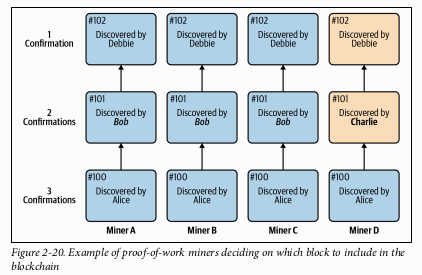 1
Confirmation
#102
Discovered by
Debbie
#102
Discovered by
Debbie
#102
Discovered by
Debbie
#102
Discovered by
Debbie
2
Confirmations
#101
Discovered by
Bob
#101
Discovered by
Bob
#101
Discovered by
Bob
#101
Discovered by
Charlie
3
Confirmations
#100
Discovered by
Alice
#100
Discovered by
Alice
#100
Discovered by
Alice
#100
Discovered by
Alice
Miner A
Miner B
Miner C
Miner D
Figure 2-20. Example of proof-of-work miners deciding on which block to include in the
blockchain